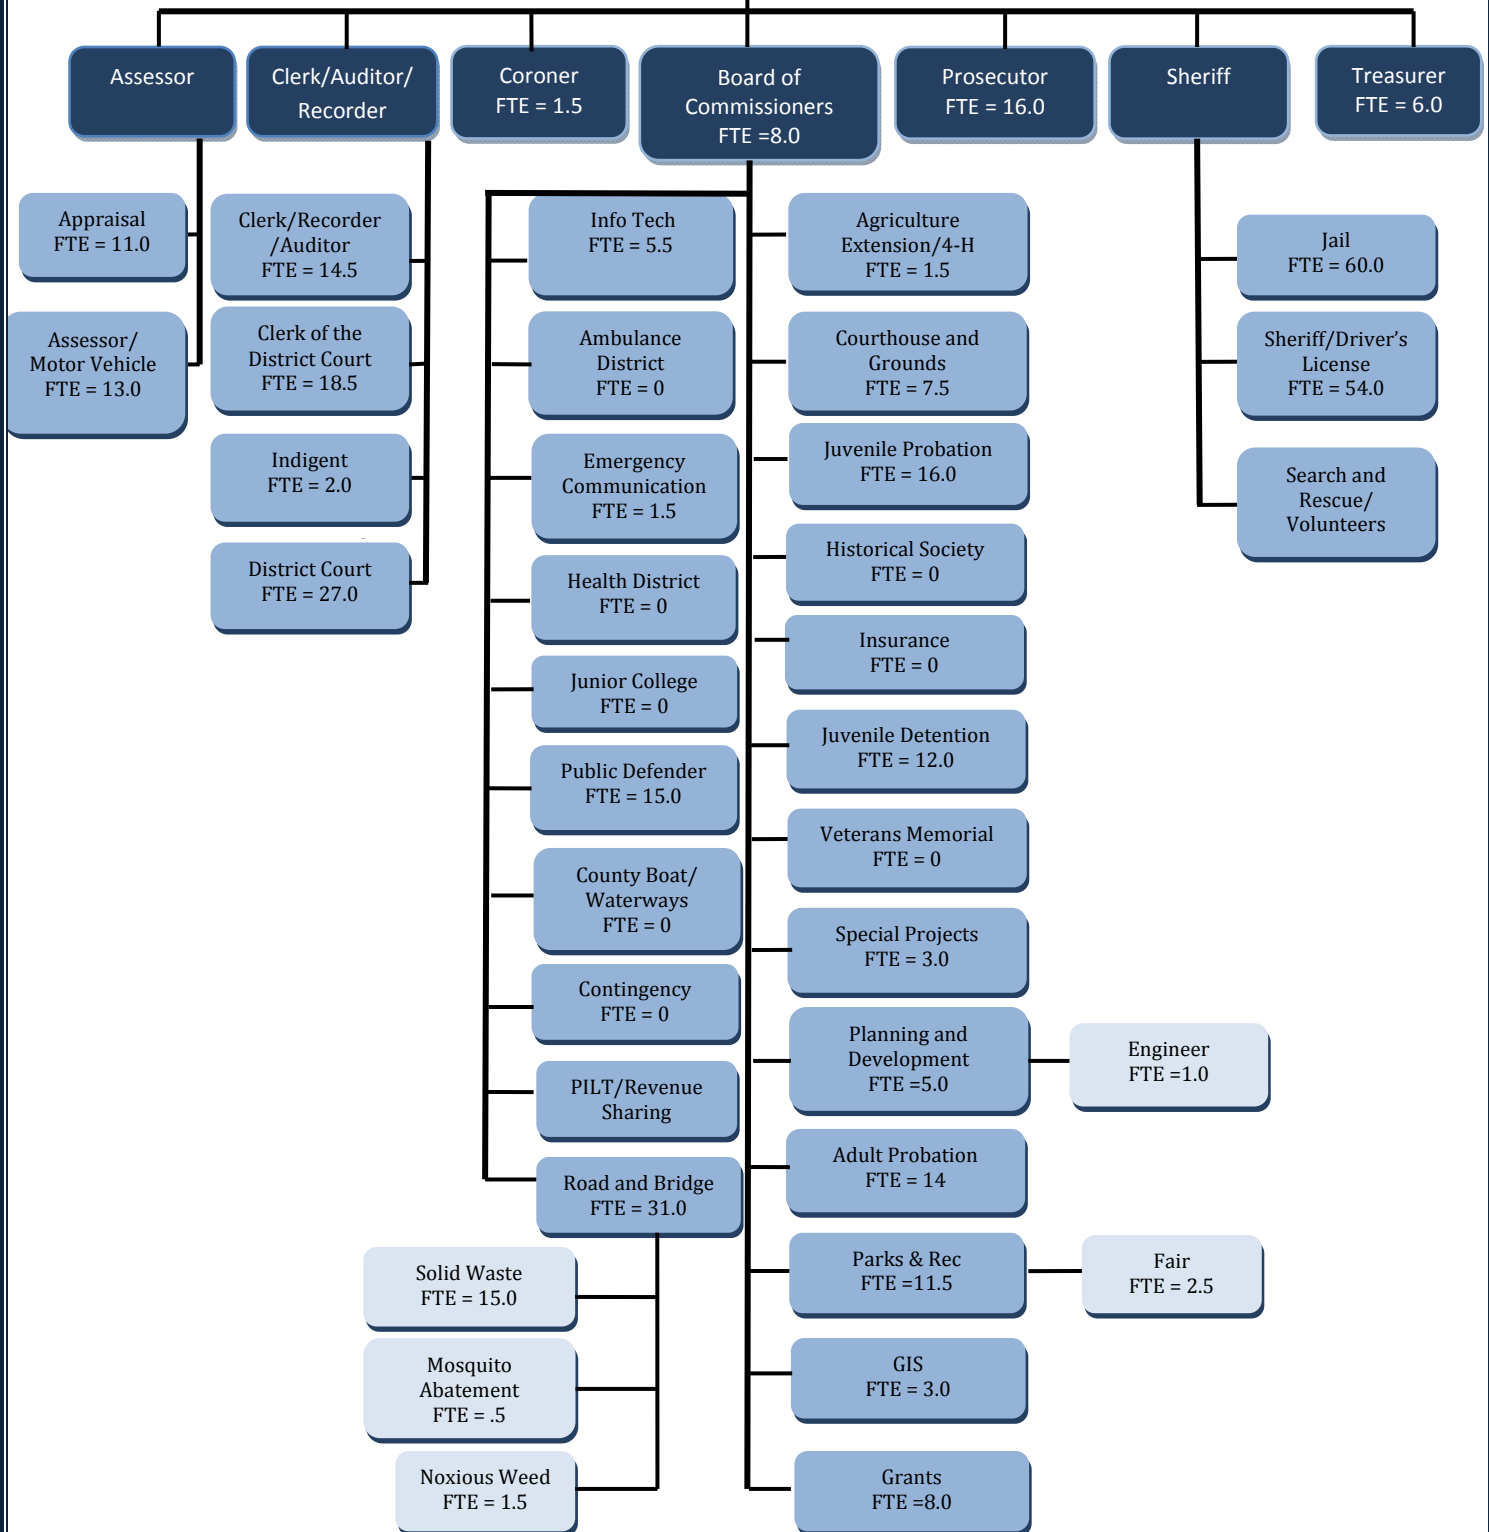 Assessor
Clerk/Auditor/
Recorder
Coroner
FTE = 1.5
Board of
Commissioners
FTE =8.0
Prosecutor
FTE = 16.0
Sheriff
Treasurer
FTE = 6.0
Appraisal
FTE = 11.0
Assessor/
Motor Vehicle
FTE = 13.0
Clerk/Recorder
/Auditor
FTE = 14.5
Clerk of the
District Court
FTE = 18.5
Indigent
FTE = 2.0
District Court
FTE = 27.0
Info Tech
FTE = 5.5
Ambulance
District
FTE = 0
Emergency
Communication
FTE = 1.5
Health District
FTE = 0
Junior College
FTE = 0
Public Defender
FTE = 15.0
County Boat/
Waterways
FTE = 0
Contingency
FTE = 0
PILT/Revenue
Sharing
Road and Bridge
FTE = 31.0
Solid Waste
FTE = 15.0
Mosquito
Abatement
FTE = .5
Noxious Weed
FTE = 1.5
Agriculture
Extension/4-H
FTE = 1.5
Courthouse and
Grounds
FTE = 7.5
Juvenile Probation
FTE = 16.0
Historical Society
FTE = 0
Insurance
FTE = 0
Juvenile Detention
FTE = 12.0
Veterans Memorial
FTE = 0
Special Projects
FTE = 3.0
Planning and
Development
FTE =5.0
Engineer
FTE =1.0
Adult Probation
FTE = 14
Parks & Rec
FTE =11.5
Fair
FTE = 2.5
GIS
FTE = 3.0
Grants
FTE =8.0
Jail
FTE = 60.0
Sheriff/Driver's
License
FTE = 54.0
Search and
Rescue/
Volunteers